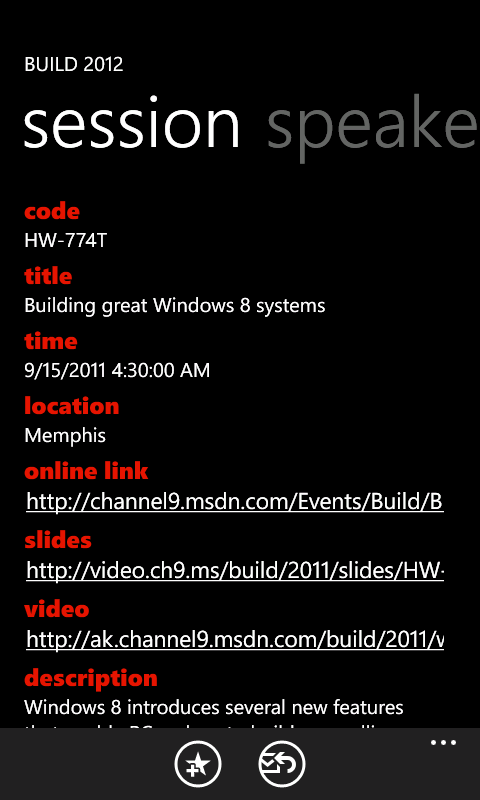 BUILD 2012
session speake
code
HW-774T
title
Building great Windows 8 systems
time
9/15/2011 4:30:00 AM
location
Memphis
online link
http://channel9.msdn.com/Events/Build/B
slides
http://video.ch9.ms/build/2011/slides/HW-
video
http://ak.channel9.msdn.com/build/2011/v
description
Windows 8 introduces several new features